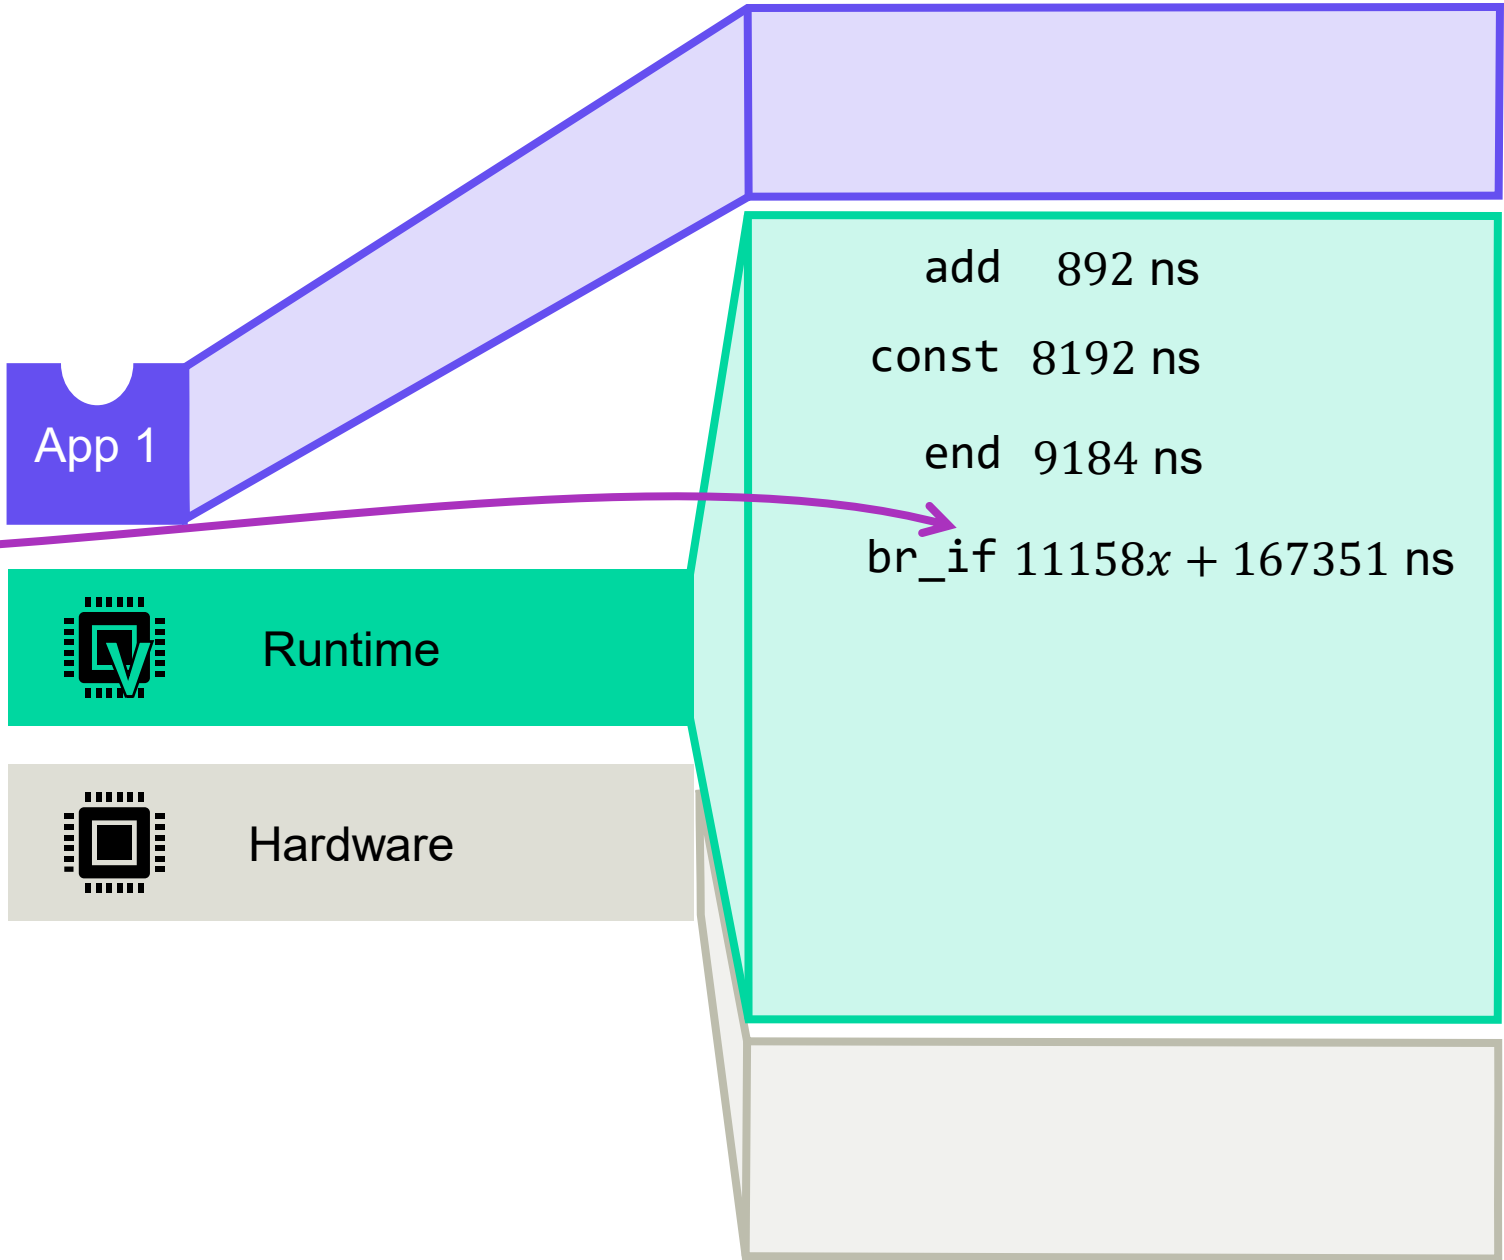 add 892 ns
const 8192 ns
end 9184 ns
App 1
br_if 11158x + 167351 ns
V
Runtime
Hardware